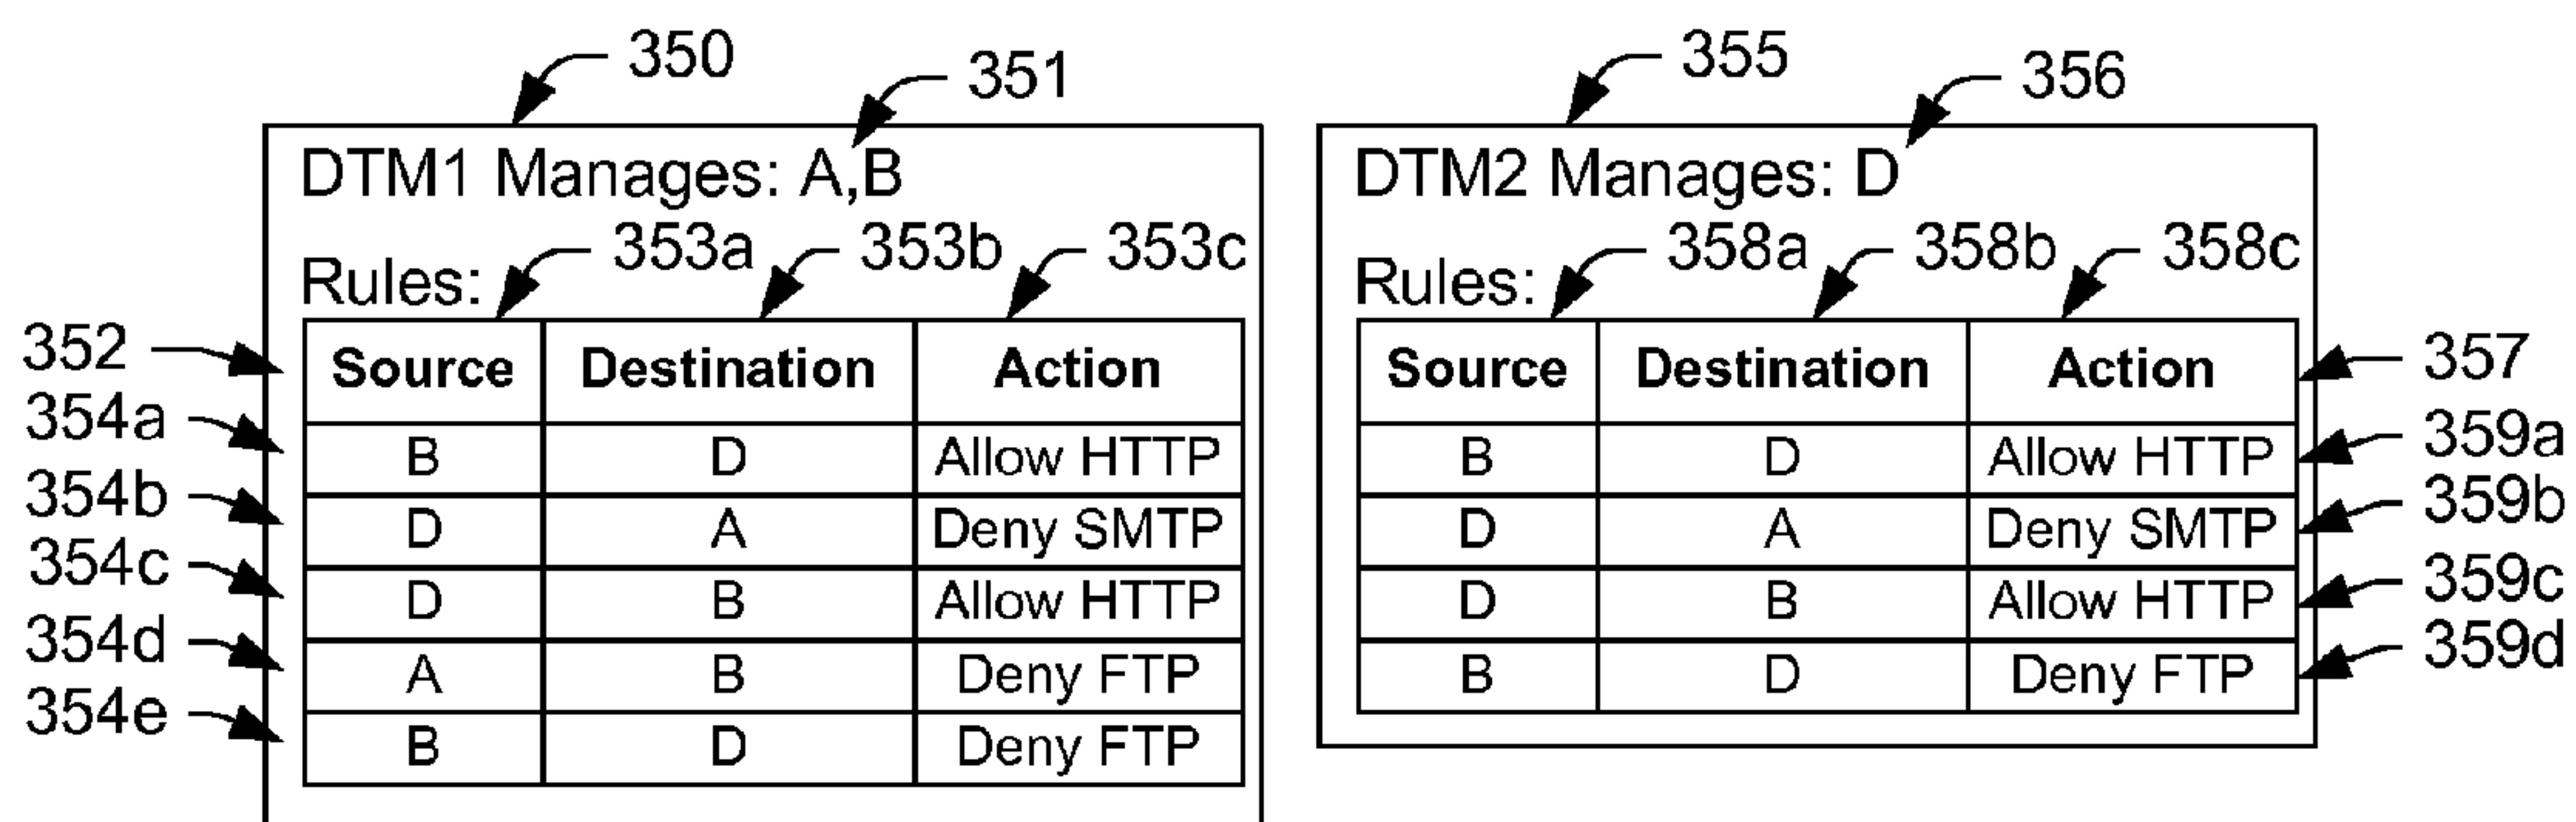 350
351
DTM1 Manages: A,B
353a 353b 353c
Rules:
352 Source Destination Action
354a B D Allow HTTP
354b D A Deny SMTP
354c D B Allow HTTP
354d A B Deny FTP
354e B D Deny FTP
355
356
DTM2 Manages: D
358a 358b 358c
Rules:
Source Destination Action 357
B D Allow HTTP 359a
D A Deny SMTP 359b
D B Allow HTTP 359c
B D Deny FTP 359d